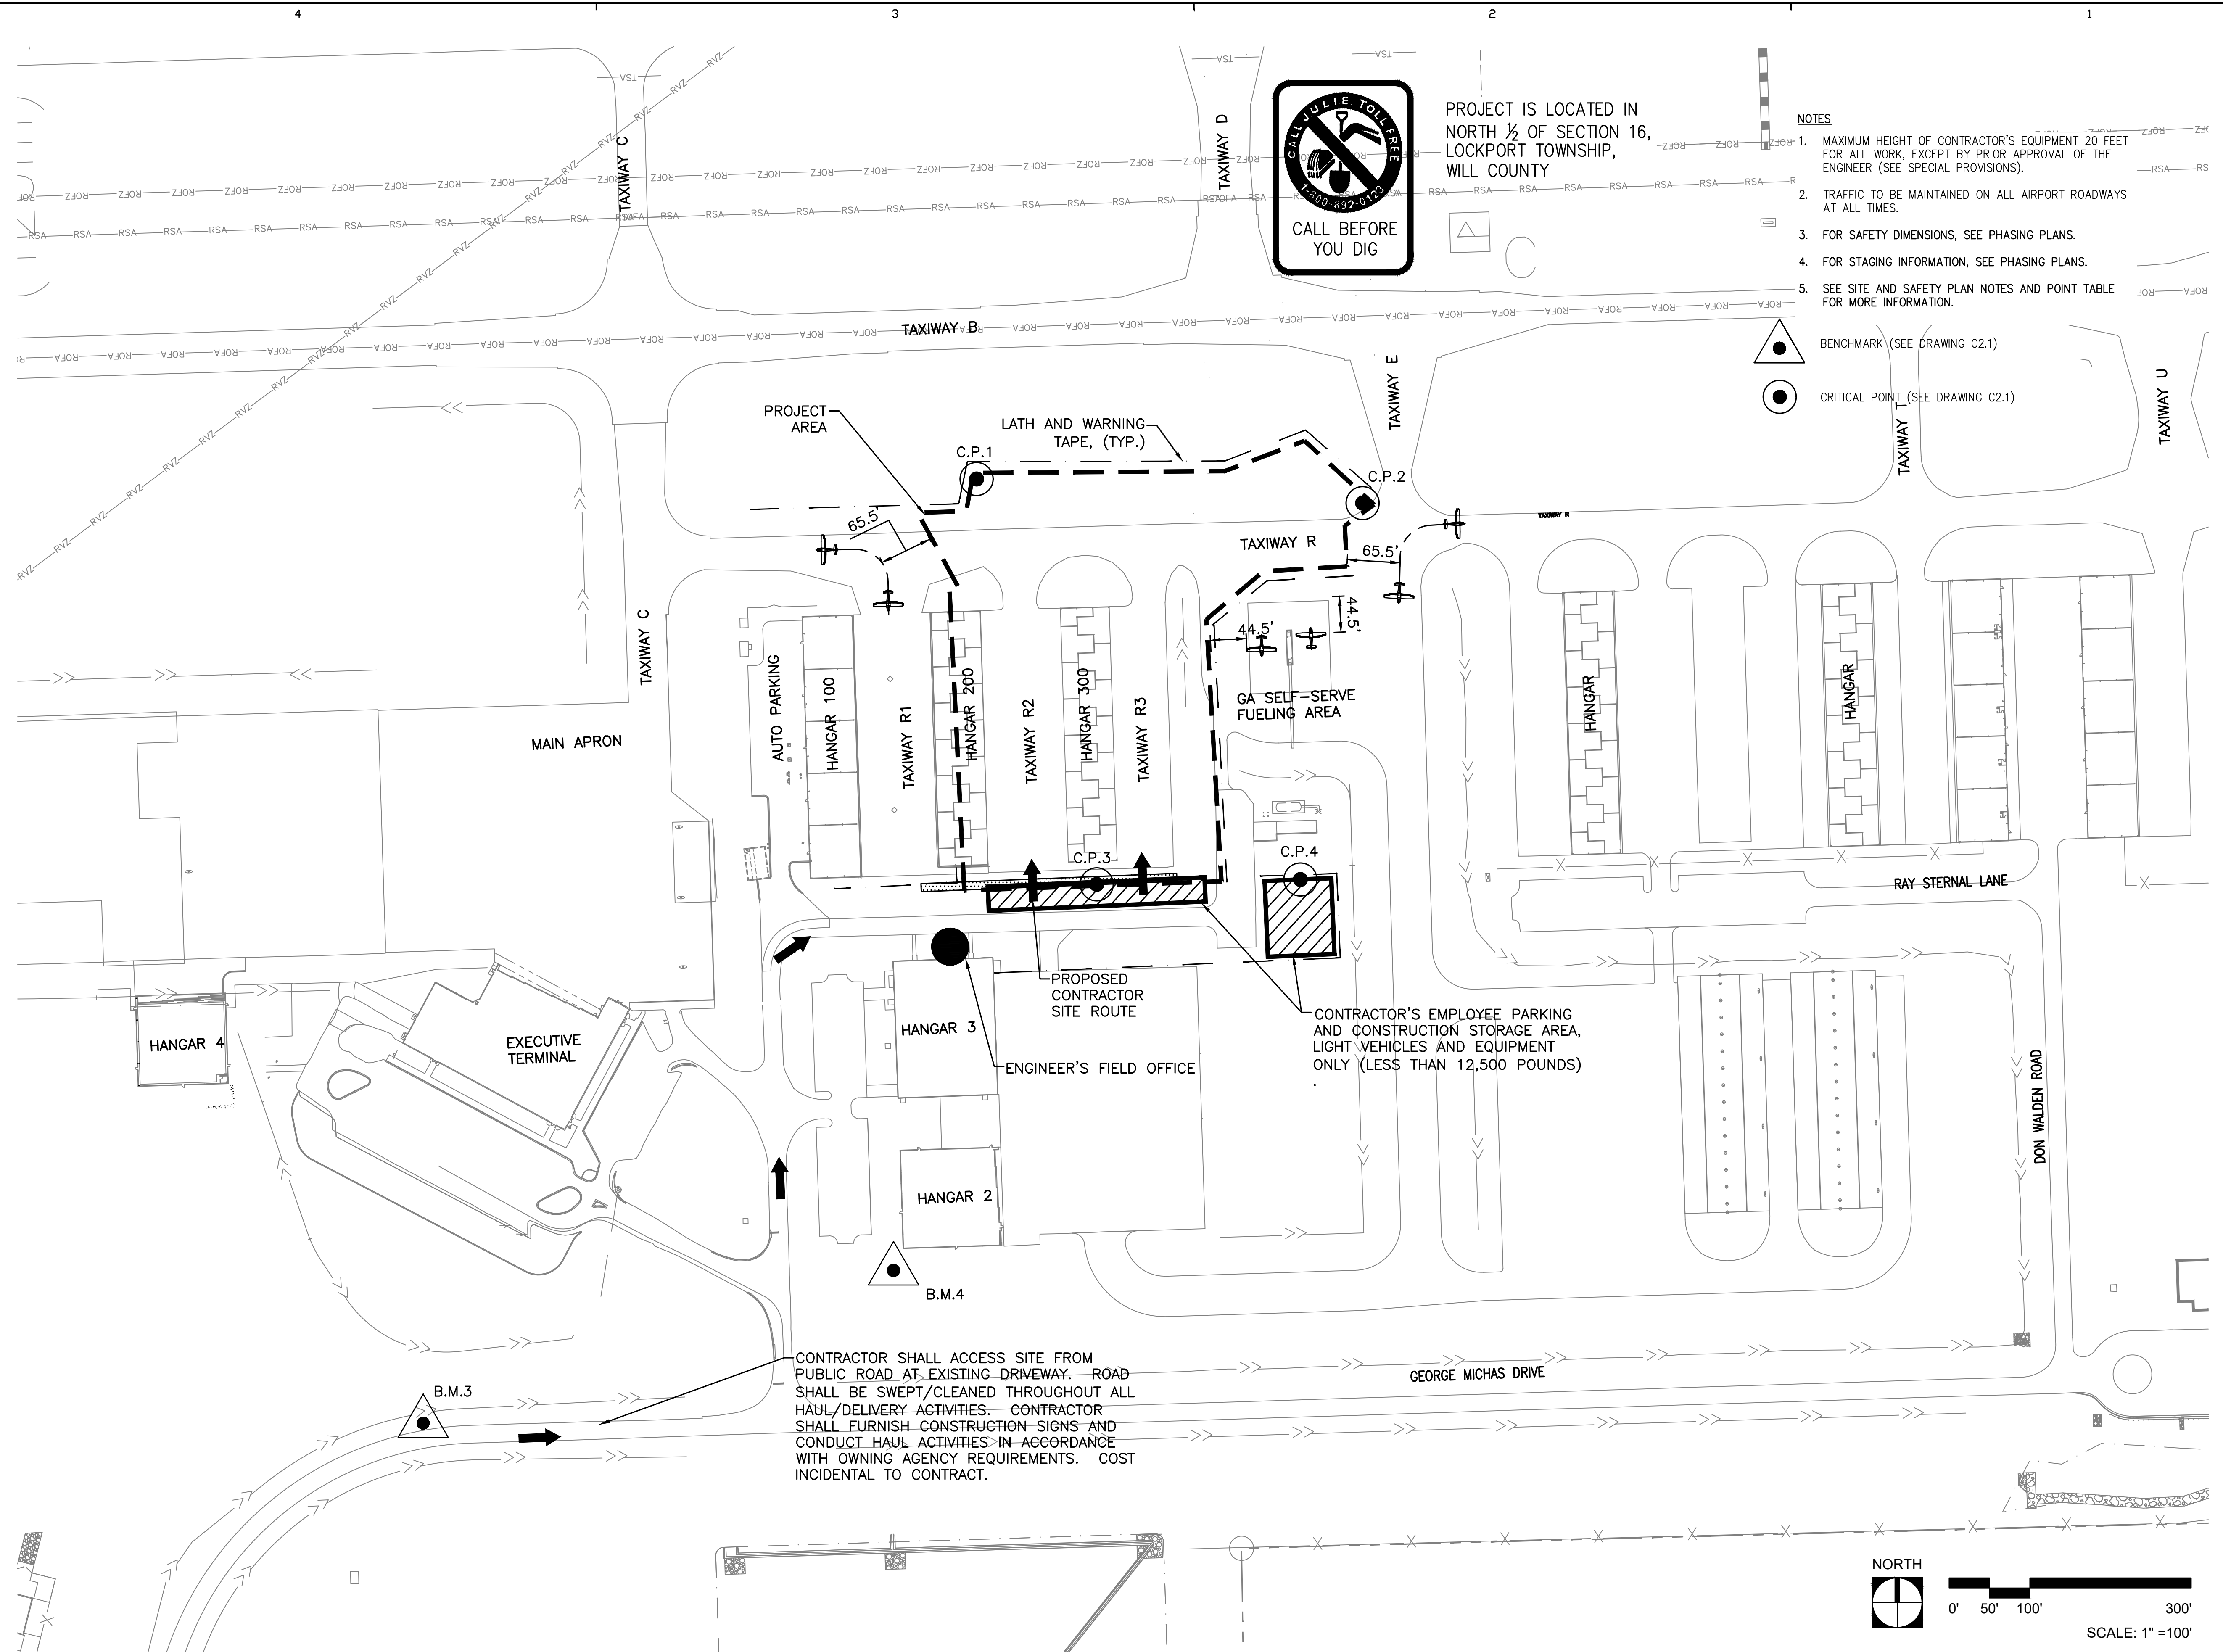 4
3
2
1
TAXIWAY C
TAXIWAY D
CALL JULIE TOLL FREE
1-800-892-0123
CALL BEFORE
YOU DIG
PROJECT IS LOCATED IN
NORTH ½ OF SECTION 16,
LOCKPORT TOWNSHIP,
WILL COUNTY
NOTES
1. MAXIMUM HEIGHT OF CONTRACTOR'S EQUIPMENT 20 FEET
FOR ALL WORK, EXCEPT BY PRIOR APPROVAL OF THE
ENGINEER (SEE SPECIAL PROVISIONS).
2. TRAFFIC TO BE MAINTAINED ON ALL AIRPORT ROADWAYS
AT ALL TIMES.
3. FOR SAFETY DIMENSIONS, SEE PHASING PLANS.
4. FOR STAGING INFORMATION, SEE PHASING PLANS.
5. SEE SITE AND SAFETY PLAN NOTES AND POINT TABLE
FOR MORE INFORMATION.
BENCHMARK (SEE DRAWING C2.1)
CRITICAL POINT (SEE DRAWING C2.1)
TSA
RVZ
ROFZ
RSA
TOFA
ROFA
TAXIWAY B
TAXIWAY E
TAXIWAY T
TAXIWAY U
PROJECT
AREA
LATH AND WARNING
TAPE, (TYP.)
C.P.1
C.P.2
65.5'
TAXIWAY R
65.5'
TAXIWAY R
44.5'
44.5'
TAXIWAY C
AUTO PARKING
HANGAR 100
TAXIWAY R1
HANGAR 200
TAXIWAY R2
HANGAR 300
TAXIWAY R3
GA SELF-SERVE
FUELING AREA
HANGAR
HANGAR
MAIN APRON
C.P.3
C.P.4
RAY STERNAL LANE
PROPOSED
CONTRACTOR
SITE ROUTE
CONTRACTOR'S EMPLOYEE PARKING
AND CONSTRUCTION STORAGE AREA,
LIGHT VEHICLES AND EQUIPMENT
ONLY (LESS THAN 12,500 POUNDS)
.
HANGAR 4
EXECUTIVE
TERMINAL
HANGAR 3
ENGINEER'S FIELD OFFICE
DON WALDEN ROAD
HANGAR 2
B.M.4
CONTRACTOR SHALL ACCESS SITE FROM
PUBLIC ROAD AT EXISTING DRIVEWAY. ROAD
SHALL BE SWEPT/CLEANED THROUGHOUT ALL
HAUL/DELIVERY ACTIVITIES. CONTRACTOR
SHALL FURNISH CONSTRUCTION SIGNS AND
CONDUCT HAUL ACTIVITIES IN ACCORDANCE
WITH OWNING AGENCY REQUIREMENTS. COST
INCIDENTAL TO CONTRACT.
GEORGE MICHAS DRIVE
B.M.3
NORTH
0' 50' 100' 300'
SCALE: 1" =100'